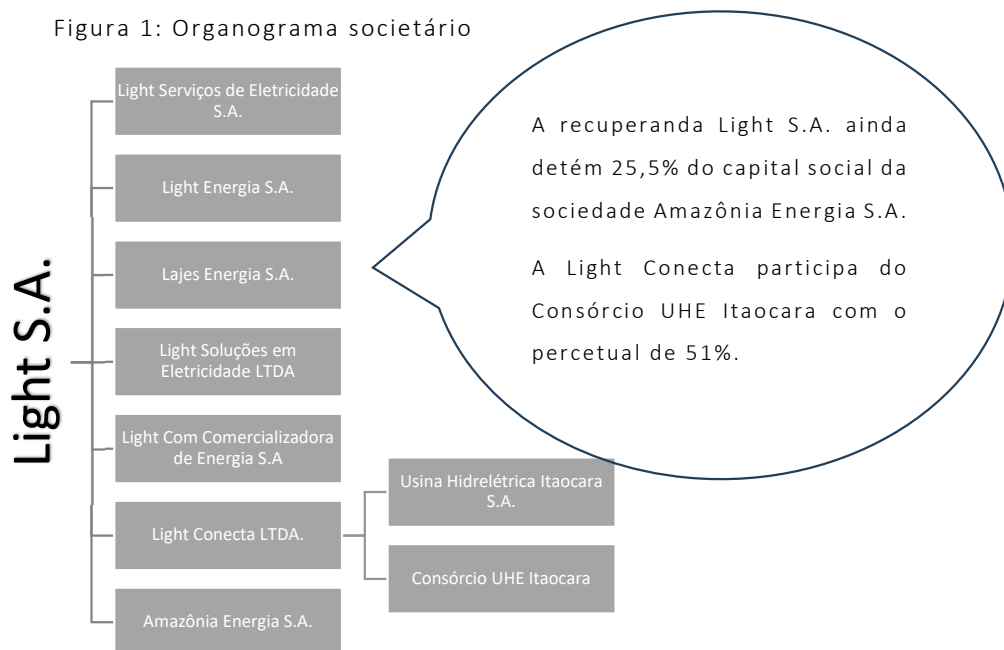 Figura 1: Organograma societário
Light S.A.
Light Serviços de Eletricidade
S.A.
Light Energia S.A.
Lajes Energia S.A.
Light Soluções em
Eletricidade LTDA
Light Com Comercializadora
de Energia S.A
Light Conecta LTDA.
Amazônia Energia S.A.
Usina Hidrelétrica Itaocara
S.A.
Consórcio UHE Itaocara
A recuperanda Light S.A. ainda
detém 25,5% do capital social da
sociedade Amazônia Energia S.A.
A Light Conecta participa do
Consórcio UHE Itaocara com o
percetual de 51%.